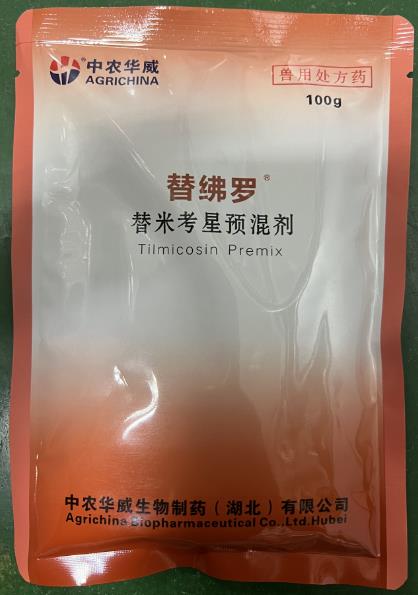 ®中农华威
AGRICHINA
兽用处方药
100g
替绋罗®
替米考星预混剂
Tilmicosin Premix
中农华威生物制药（湖北）有限公司
Agrichina Biopharmaceutical Co.,Ltd.Hubei